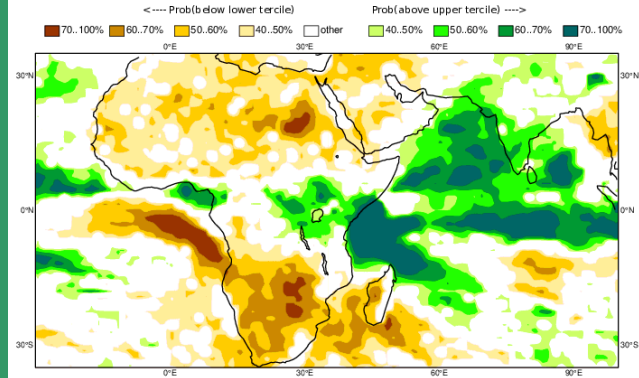 <---- Prob(below lower tercile) Prob(above upper tercile) ---->
70..100% 60..70% 50..60% 40..50% other 40..50% 50..60% 60..70% 70..100%
0°E 30°E 60°E 90°E
30°N 30°N
0°N 0°N
30°S 30°S
0°E 30°E 60°E 90°E